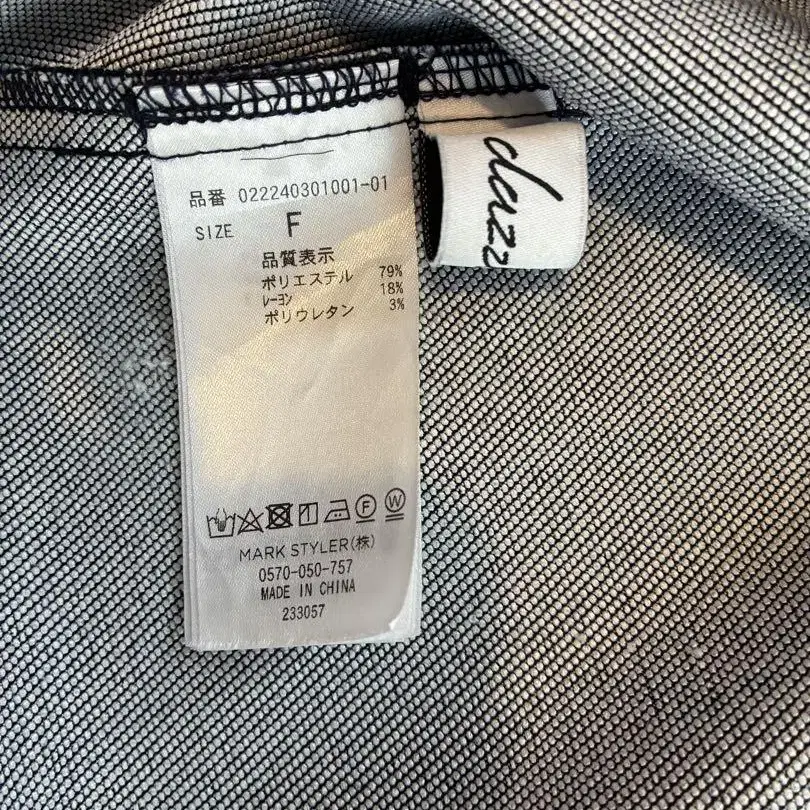 品番 022240301001-01
SIZE F
品質表示
ポリエステル 79%
レーヨン 18%
ポリウレタン 3%
F W
MARK STYLER(株)
0570-050-757
MADE IN CHINA
233057
dazz